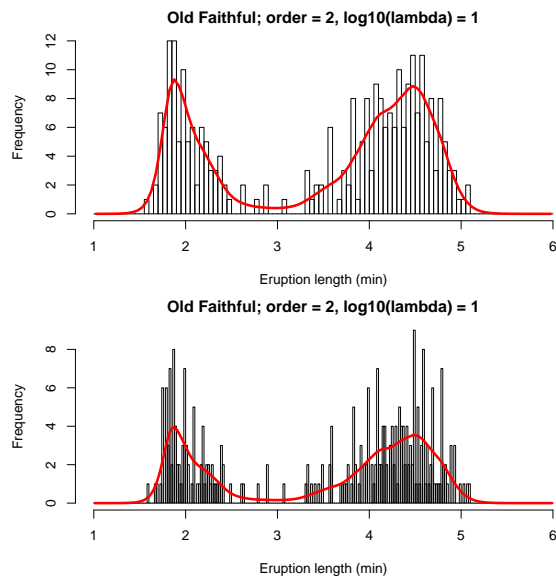 Old Faithful; order = 2, log10(lambda) = 1
12
10
8
6
4
2
0
Frequency
1 2 3 4 5 6
Eruption length (min)
Old Faithful; order = 2, log10(lambda) = 1
8
6
4
2
0
Frequency
1 2 3 4 5 6
Eruption length (min)